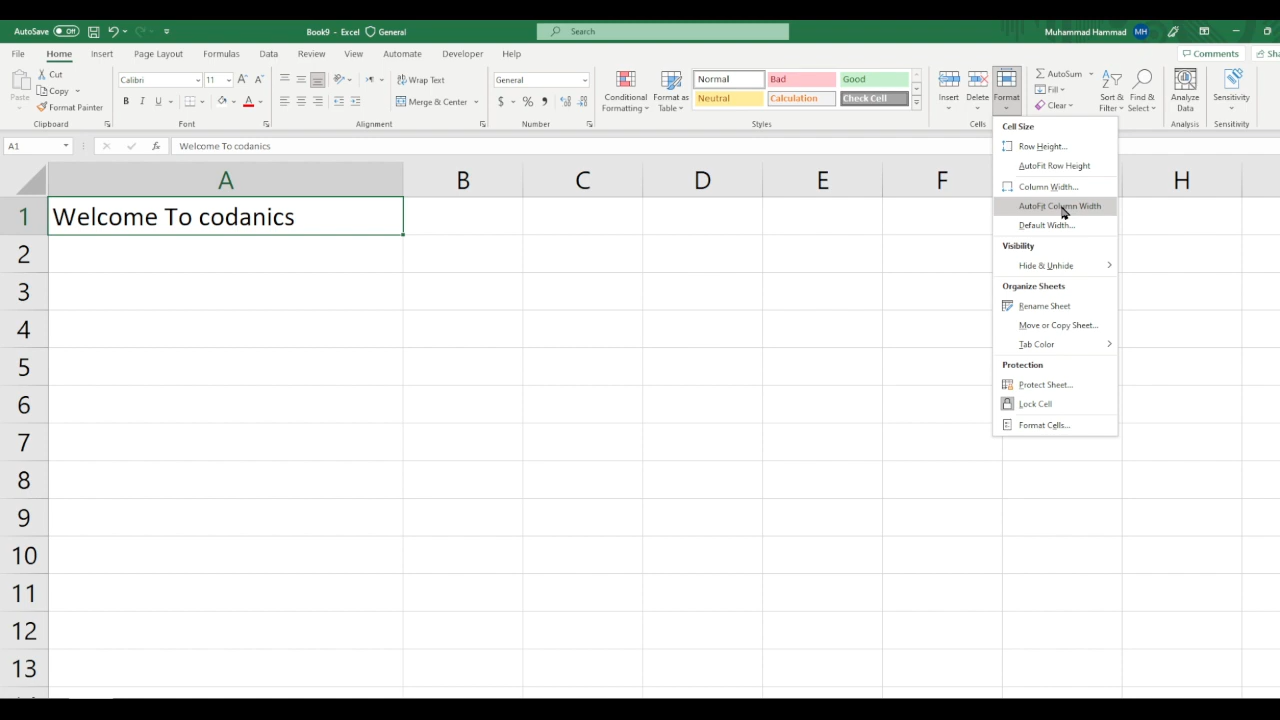 AutoSave Off Book9 - Excel General Search Muhammad Hammad MH
File Home Insert Page Layout Formulas Data Review View Automate Developer Help Comments Sha
Paste
Cut
Copy
Format Painter
Clipboard
Calibri 11 A A
B I U A
Font
Wrap Text
Merge & Center
Alignment
General
$ % 9
Number
Conditional Formatting
Format as Table
Normal Bad Good
Neutral Calculation Check Cell
Styles
Insert Delete Format
Cells
AutoSum
Fill
Clear
Sort & Filter
Find & Select
Analyze Data
Analysis
Sensitivity
Sensitivity
A1 fx Welcome To codanics
A B C D E F H
1 Welcome To codanics
2
3
4
5
6
7
8
9
10
11
12
13
Cell Size
Row Height...
AutoFit Row Height
Column Width...
AutoFit Column Width
Default Width...
Visibility
Hide & Unhide
Organize Sheets
Rename Sheet
Move or Copy Sheet...
Tab Color
Protection
Protect Sheet...
Lock Cell
Format Cells...